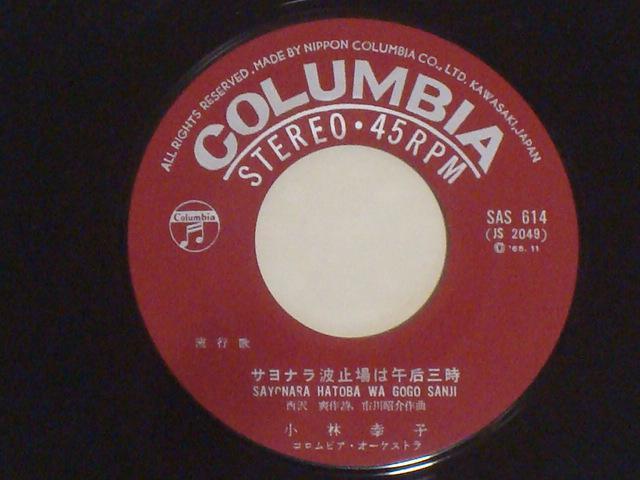 ALL RIGHTS RESERVED, MADE BY NIPPON COLUMBIA CO., LTD. KAWASAKI, JAPAN
COLUMBIA
STEREO・45RPM
Columbia
SAS 614
(JS 2049)
Ⓟ '65.11
流行歌
サヨナラ波止場は午后三時
SAYONARA HATOBA WA GOGO SANJI
西沢 爽作詩、市川昭介作曲
小林幸子
コロムビア・オーケストラ